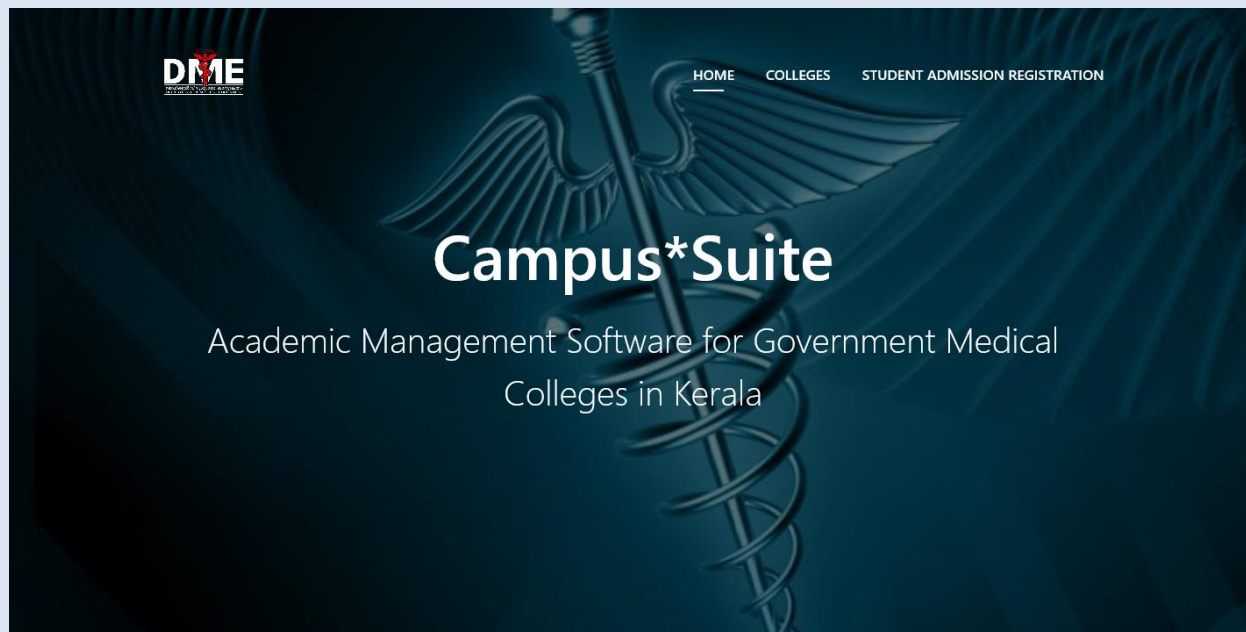 DME
HOME
COLLEGES
STUDENT ADMISSION REGISTRATION
Campus*Suite
Academic Management Software for Government Medical
Colleges in Kerala